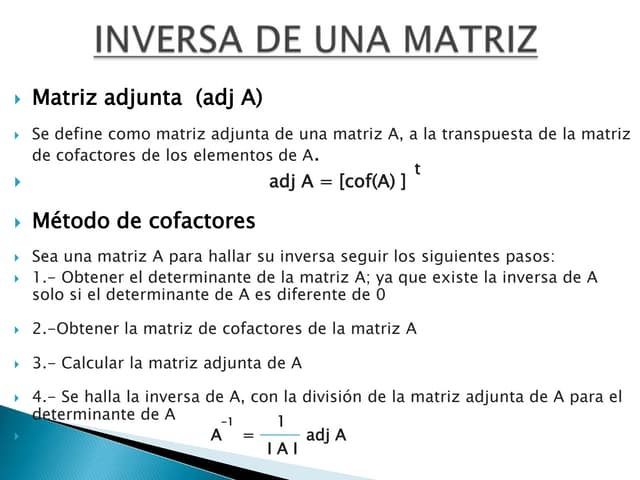 INVERSA DE UNA MATRIZ
Matriz adjunta (adj A)
Se define como matriz adjunta de una matriz A, a la transpuesta de la matriz
de cofactores de los elementos de A.
adj A = [cof(A) ] t
Método de cofactores
Sea una matriz A para hallar su inversa seguir los siguientes pasos:
1.- Obtener el determinante de la matriz A; ya que existe la inversa de A
solo si el determinante de A es diferente de 0
2.-Obtener la matriz de cofactores de la matriz A
3.- Calcular la matriz adjunta de A
4.- Se halla la inversa de A, con la división de la matriz adjunta de A para el
determinante de A
A -1 = 1 adj A
I A I